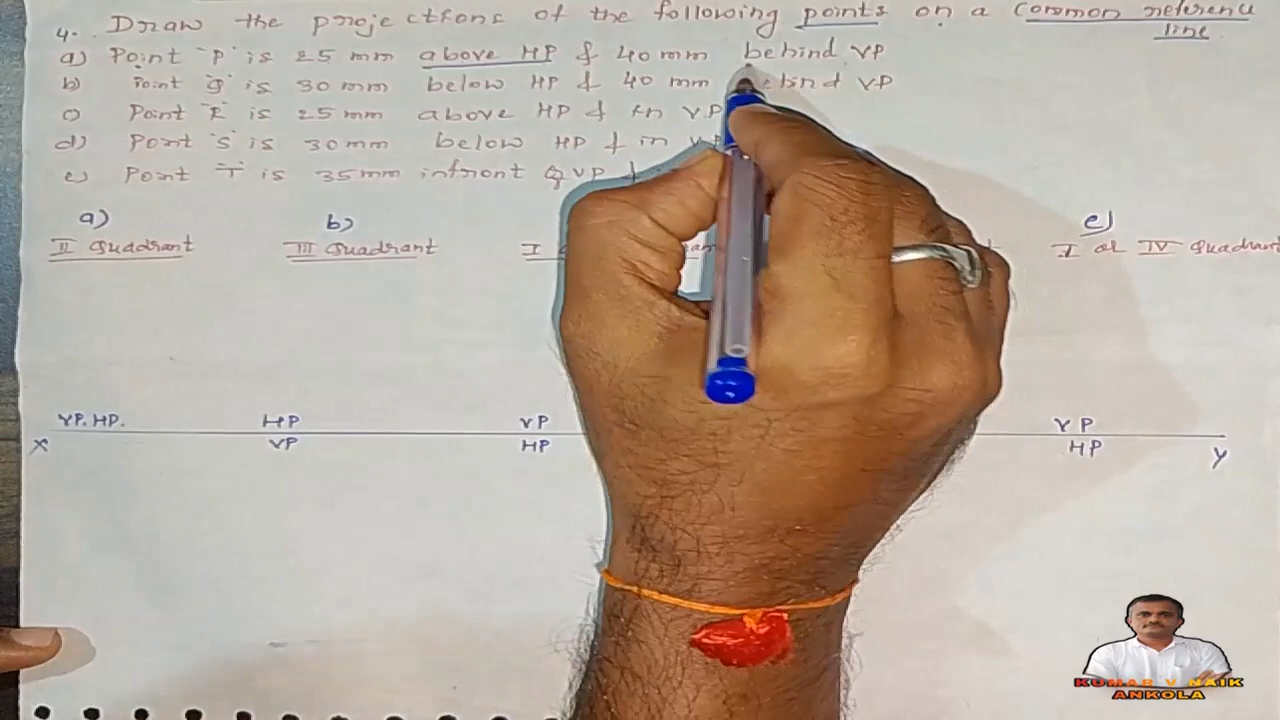 4. Draw the projections of the following points on a Common reference
line.
a) Point 'P' is 25 mm above HP & 40 mm behind VP
b) Point 'Q' is 30 mm below HP & 40 mm behind VP
c) Point 'R' is 25 mm above HP & in VP
d) Point 'S' is 30 mm below HP & in VP
e) Point 'T' is 35 mm infront of VP &
a) b) e)
II Quadrant III Quadrant I I or IV Quadrant
VP. HP. HP VP VP
X VP HP HP Y
KUMAR V NAIK
ANKOLA